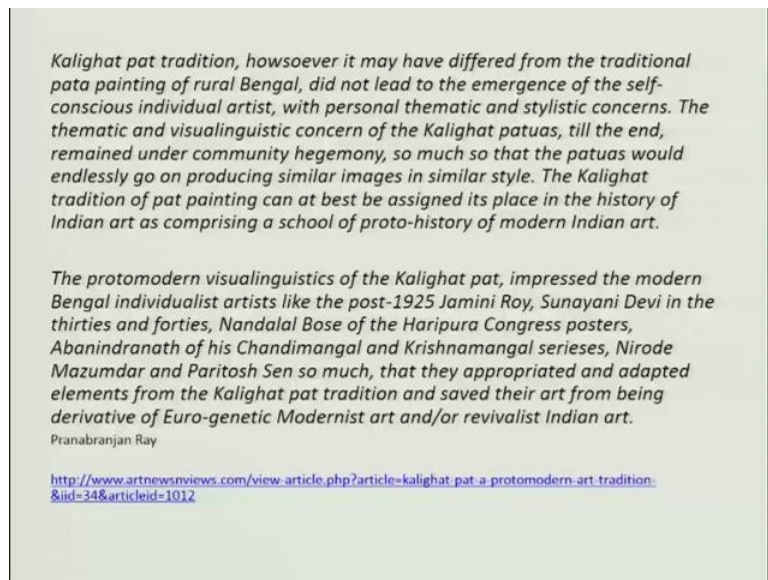 Kalighat pat tradition, howsoever it may have differed from the traditional
pata painting of rural Bengal, did not lead to the emergence of the self-
conscious individual artist, with personal thematic and stylistic concerns. The
thematic and visualinguistic concern of the Kalighat patuas, till the end,
remained under community hegemony, so much so that the patuas would
endlessly go on producing similar images in similar style. The Kalighat
tradition of pat painting can at best be assigned its place in the history of
Indian art as comprising a school of proto-history of modern Indian art.
The protomodern visualinguistics of the Kalighat pat, impressed the modern
Bengal individualist artists like the post-1925 Jamini Roy, Sunayani Devi in the
thirties and forties, Nandalal Bose of the Haripura Congress posters,
Abanindranath of his Chandimangal and Krishnamangal serieses, Nirode
Mazumdar and Paritosh Sen so much, that they appropriated and adapted
elements from the Kalighat pat tradition and saved their art from being
derivative of Euro-genetic Modernist art and/or revivalist Indian art.
Pranabranjan Ray
http://www.artnewsnviews.com/view-article.php?article=kalighat-pat-a-protomodern-art-tradition-
&iid=34&articleid=1012